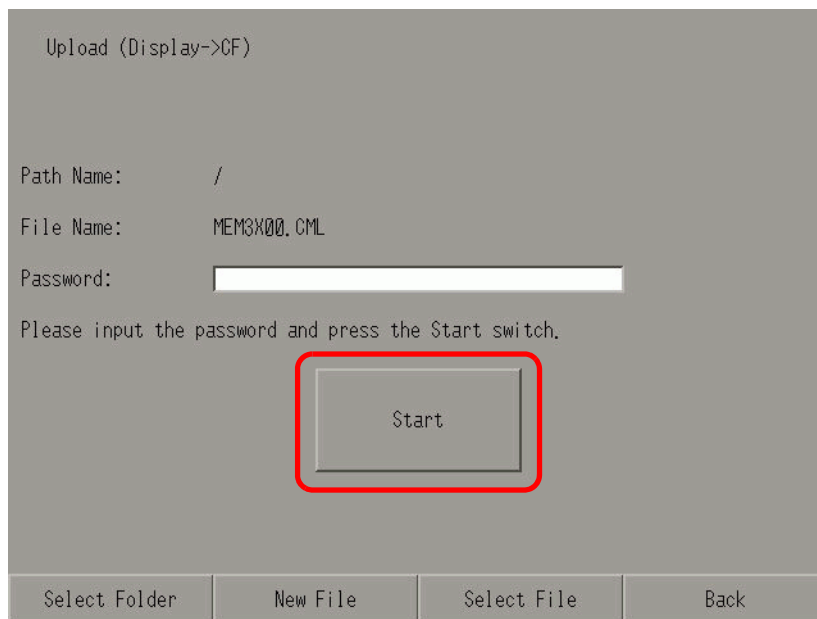 Upload (Display->CF)
Path Name: /
File Name: MEM3X00.CML
Password:
Please input the password and press the Start switch.
Start
Select Folder New File Select File Back